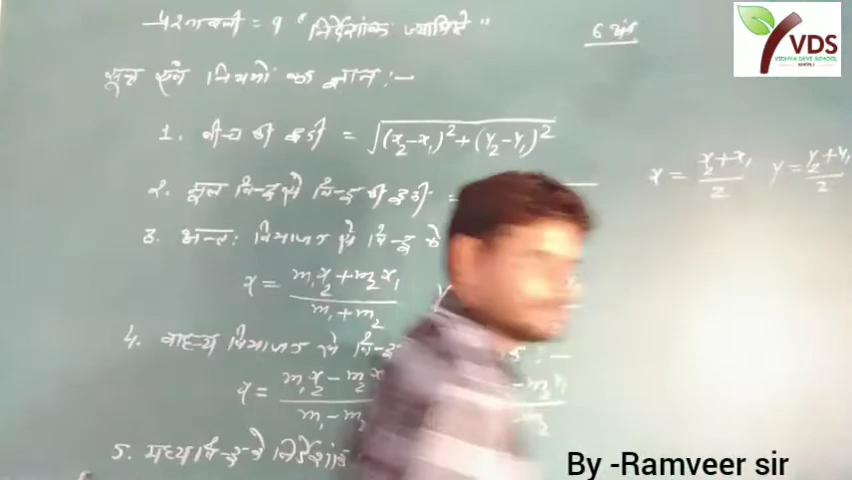 प्रश्नावली = 9 "निर्देशांक ज्यामिति"
6 अंक
सूत्र एवं नियमों का ज्ञान :-
1. बीच की दूरी = √(x₂-x₁)²+(y₂-y₁)²
x = x₂+x₁/2 y = y₂+y₁/2
2. मूल बिन्दु से बिन्दु की दूरी =
3. अन्त: विभाजन से बिन्दु के
x = m₁x₂+m₂x₁/m₁+m₂
4. बाह्य विभाजन से
x = m₁x₂-m₂x
m₁-m₂
5. मध्य बिन्दु के निर्देशांक
VDS
VIDHYA DEVE SCHOOL
By -Ramveer sir